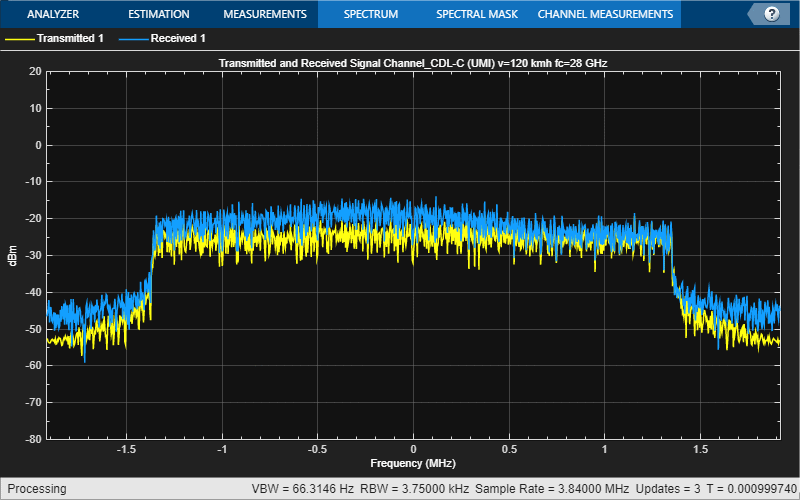 ANALYZER ESTIMATION MEASUREMENTS SPECTRUM SPECTRAL MASK CHANNEL MEASUREMENTS ?
Transmitted 1 Received 1
Transmitted and Received Signal Channel_CDL-C (UMI) v=120 kmh fc=28 GHz
20
10
0
-10
-20
-30
-40
-50
-60
-70
-80
dBm
-1.5 -1 -0.5 0 0.5 1 1.5
Frequency (MHz)
Processing VBW = 66.3146 Hz RBW = 3.75000 kHz Sample Rate = 3.84000 MHz Updates = 3 T = 0.000999740